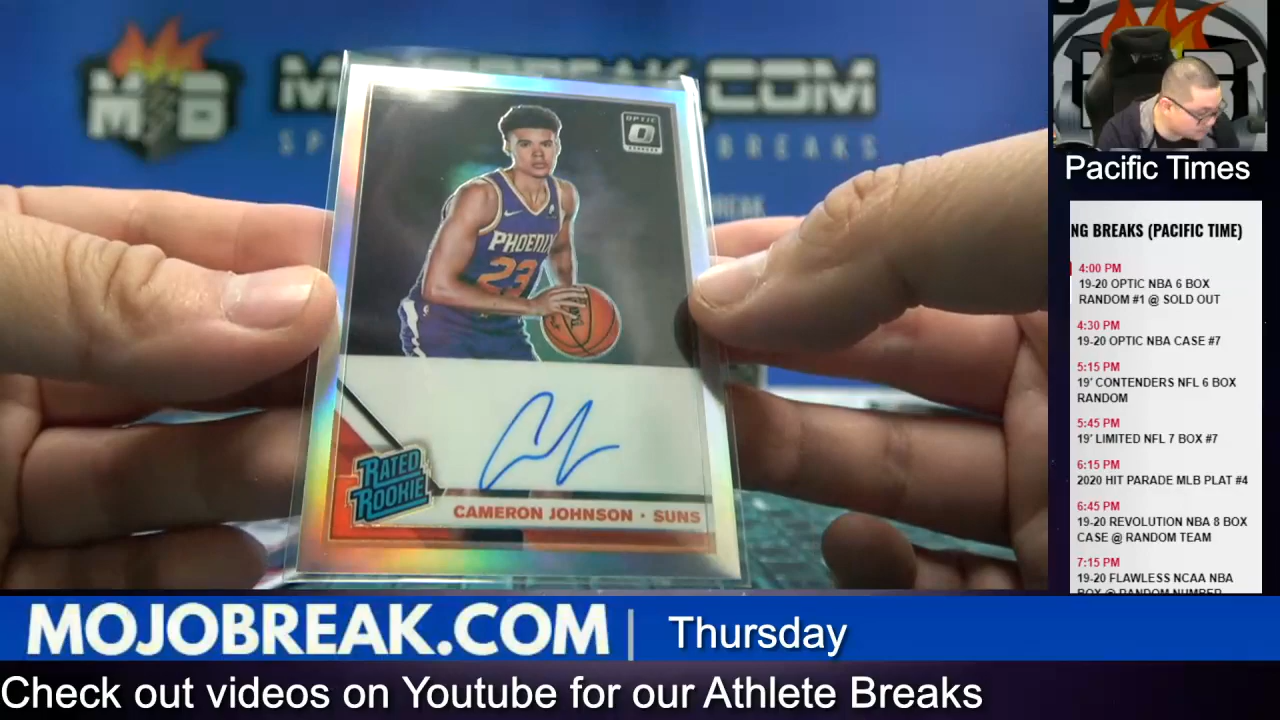 MOJOBREAK.COM
OPTIC
PHOENIX
23
RATED
ROOKIE
CAMERON JOHNSON · SUNS
Pacific Times
NG BREAKS (PACIFIC TIME)
4:00 PM
19-20 OPTIC NBA 6 BOX
RANDOM #1 @ SOLD OUT
4:30 PM
19-20 OPTIC NBA CASE #7
5:15 PM
19' CONTENDERS NFL 6 BOX
RANDOM
5:45 PM
19' LIMITED NFL 7 BOX #7
6:15 PM
2020 HIT PARADE MLB PLAT #4
6:45 PM
19-20 REVOLUTION NBA 8 BOX
CASE @ RANDOM TEAM
7:15 PM
19-20 FLAWLESS NCAA NBA
BOX @ RANDOM NUMBER
MOJOBREAK.COM | Thursday
Check out videos on Youtube for our Athlete Breaks